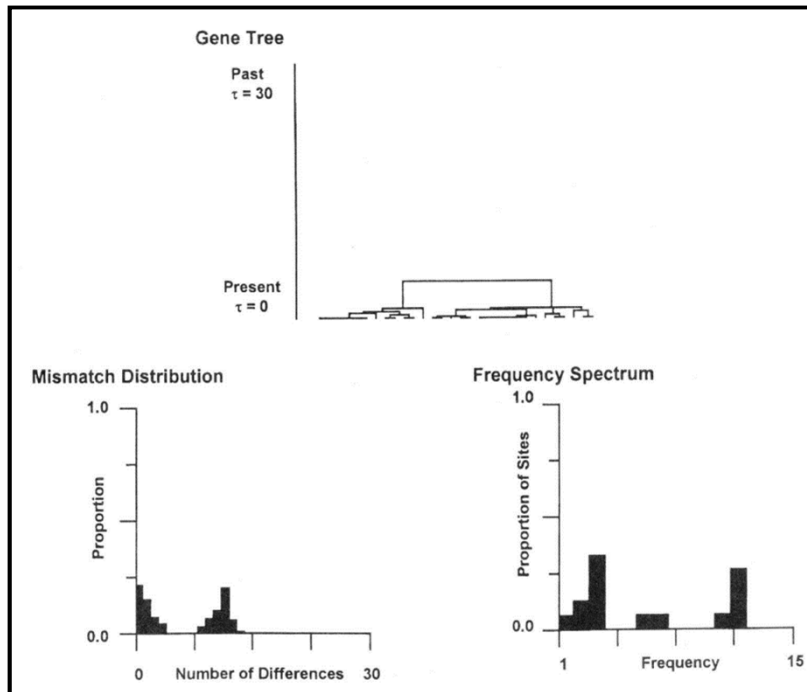 Gene Tree
Past
τ = 30
Present
τ = 0
Mismatch Distribution
1.0
Proportion
0.0
0 Number of Differences 30
Frequency Spectrum
1.0
Proportion of Sites
0.0
1 Frequency 15